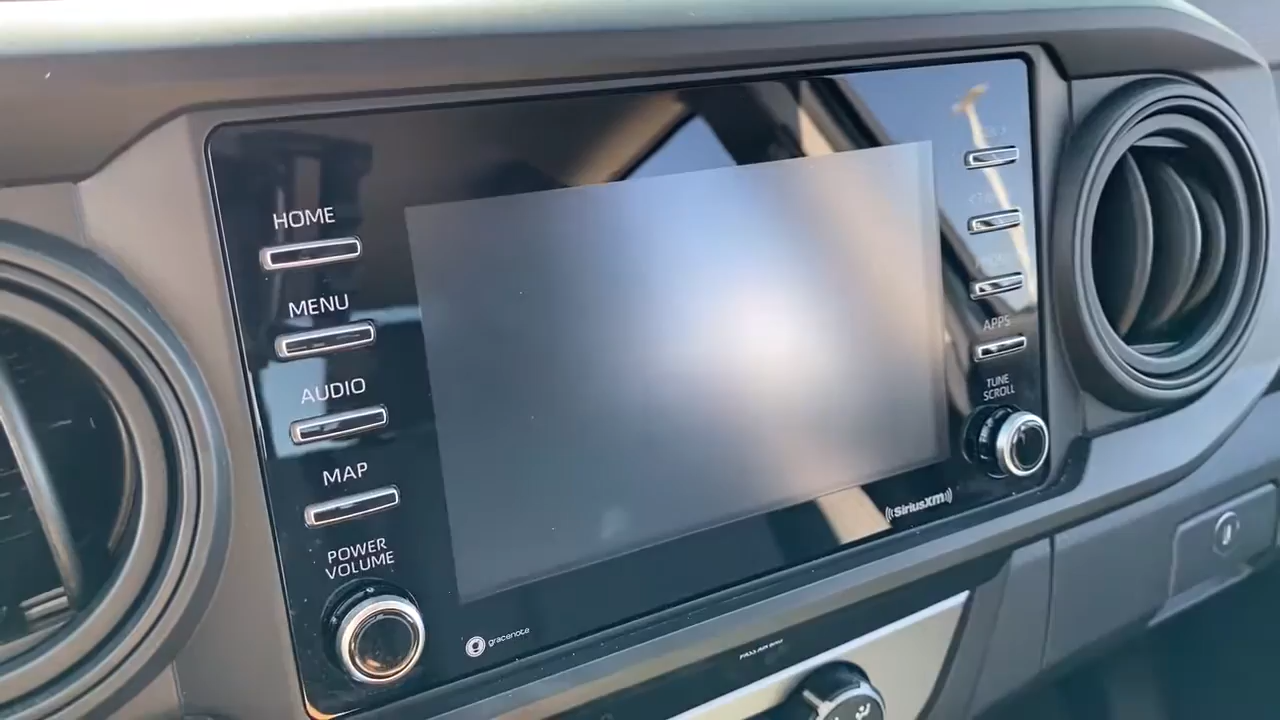 HOME
MENU
AUDIO
MAP
POWER
VOLUME
gracenote
APPS
TUNE
SCROLL
SiriusXM